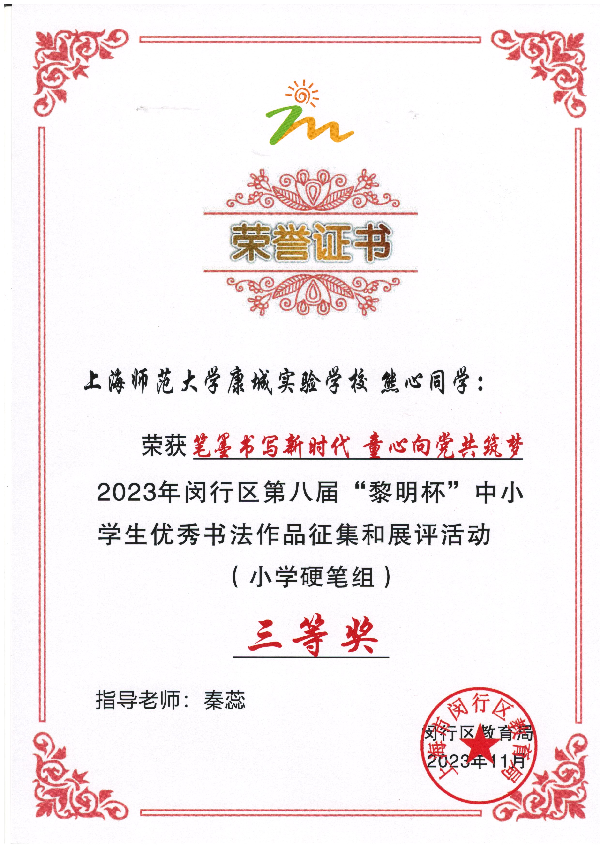 荣誉证书
上海师范大学康城实验学校 熊心同学：
荣获笔墨书写新时代 童心向党共筑梦
2023年闵行区第八届“黎明杯”中小
学生优秀书法作品征集和展评活动
（小学硬笔组）
三等奖
指导老师：秦蕊
上海市闵行区教育局
闵行区教育局
2023年11月